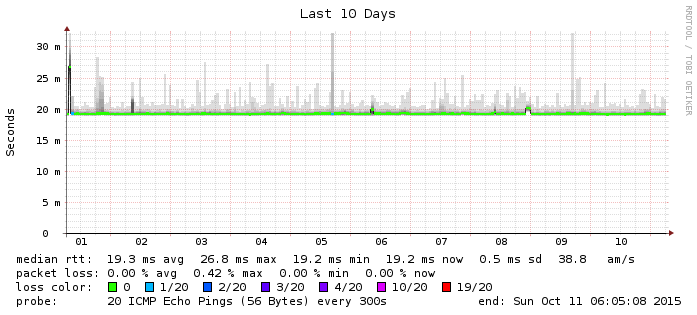 Last 10 Days
RRDTOOL / TOBI OETIKER
Seconds
30 m
25 m
20 m
15 m
10 m
5 m
0
01 02 03 04 05 06 07 08 09 10
median rtt: 19.3 ms avg 26.8 ms max 19.2 ms min 19.2 ms now 0.5 ms sd 38.8 am/s
packet loss: 0.00 % avg 0.42 % max 0.00 % min 0.00 % now
loss color: 0 1/20 2/20 3/20 4/20 10/20 19/20
probe: 20 ICMP Echo Pings (56 Bytes) every 300s end: Sun Oct 11 06:05:08 2015